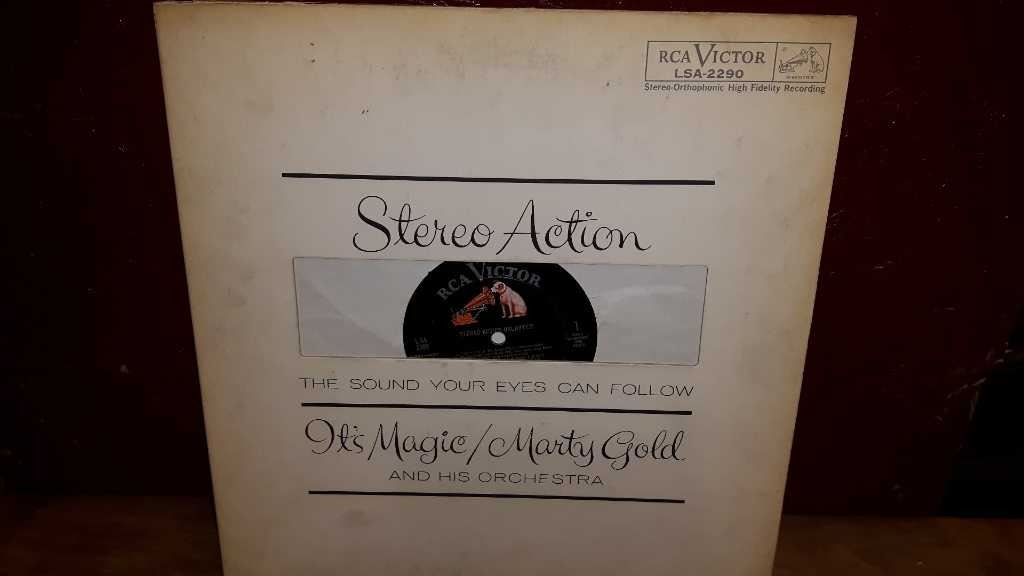 RCA VICTOR
LSA-2290
Stereo-Orthophonic High Fidelity Recording
Stereo Action
RCA VICTOR
1
THE SOUND YOUR EYES CAN FOLLOW
It's Magic/Marty Gold
AND HIS ORCHESTRA